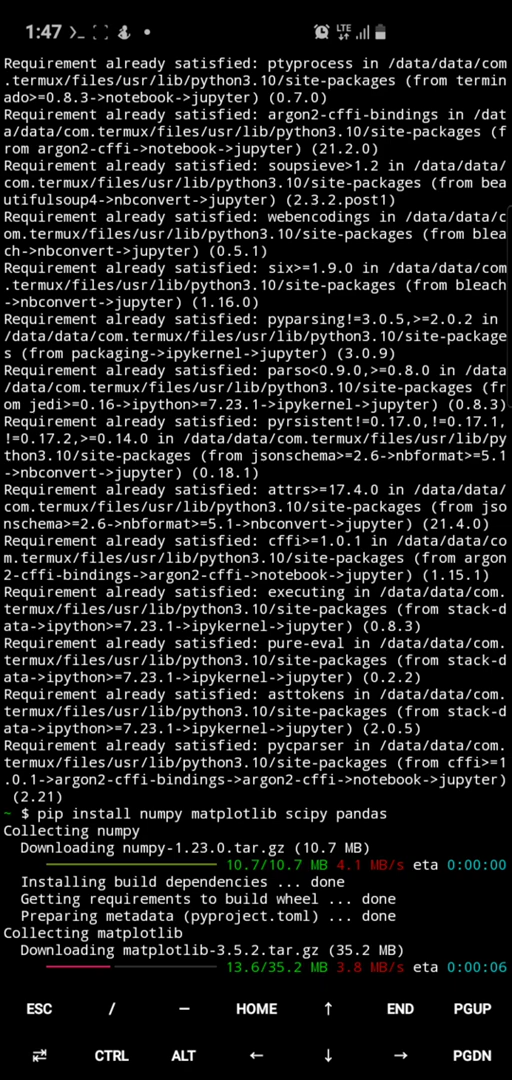 1:47
LTE
Requirement already satisfied: ptyprocess in /data/data/com
.termux/files/usr/lib/python3.10/site-packages (from termin
ado>=0.8.3->notebook->jupyter) (0.7.0)
Requirement already satisfied: argon2-cffi-bindings in /dat
a/data/com.termux/files/usr/lib/python3.10/site-packages (f
rom argon2-cffi->notebook->jupyter) (21.2.0)
Requirement already satisfied: soupsieve>1.2 in /data/data/
com.termux/files/usr/lib/python3.10/site-packages (from bea
utifulsoup4->nbconvert->jupyter) (2.3.2.post1)
Requirement already satisfied: webencodings in /data/data/c
om.termux/files/usr/lib/python3.10/site-packages (from blea
ch->nbconvert->jupyter) (0.5.1)
Requirement already satisfied: six>=1.9.0 in /data/data/com
.termux/files/usr/lib/python3.10/site-packages (from bleach
->nbconvert->jupyter) (1.16.0)
Requirement already satisfied: pyparsing!=3.0.5,>=2.0.2 in
/data/data/com.termux/files/usr/lib/python3.10/site-package
s (from packaging->ipykernel->jupyter) (3.0.9)
Requirement already satisfied: parso<0.9.0,>=0.8.0 in /data
/data/com.termux/files/usr/lib/python3.10/site-packages (fr
om jedi>=0.16->ipython>=7.23.1->ipykernel->jupyter) (0.8.3)
Requirement already satisfied: pyrsistent!=0.17.0,!=0.17.1,
!=0.17.2,>=0.14.0 in /data/data/com.termux/files/usr/lib/py
thon3.10/site-packages (from jsonschema>=2.6->nbformat>=5.1
->nbconvert->jupyter) (0.18.1)
Requirement already satisfied: attrs>=17.4.0 in /data/data/
com.termux/files/usr/lib/python3.10/site-packages (from jso
nschema>=2.6->nbformat>=5.1->nbconvert->jupyter) (21.4.0)
Requirement already satisfied: cffi>=1.0.1 in /data/data/co
m.termux/files/usr/lib/python3.10/site-packages (from argon
2-cffi-bindings->argon2-cffi->notebook->jupyter) (1.15.1)
Requirement already satisfied: executing in /data/data/com.
termux/files/usr/lib/python3.10/site-packages (from stack-d
ata->ipython>=7.23.1->ipykernel->jupyter) (0.8.3)
Requirement already satisfied: pure-eval in /data/data/com.
termux/files/usr/lib/python3.10/site-packages (from stack-d
ata->ipython>=7.23.1->ipykernel->jupyter) (0.2.2)
Requirement already satisfied: asttokens in /data/data/com.
termux/files/usr/lib/python3.10/site-packages (from stack-d
ata->ipython>=7.23.1->ipykernel->jupyter) (2.0.5)
Requirement already satisfied: pycparser in /data/data/com.
termux/files/usr/lib/python3.10/site-packages (from cffi>=1
.0.1->argon2-cffi-bindings->argon2-cffi->notebook->jupyter)
 (2.21)
~ $ pip install numpy matplotlib scipy pandas
Collecting numpy
  Downloading numpy-1.23.0.tar.gz (10.7 MB)
10.7/10.7 MB 4.1 MB/s eta 0:00:00
  Installing build dependencies ... done
  Getting requirements to build wheel ... done
  Preparing metadata (pyproject.toml) ... done
Collecting matplotlib
  Downloading matplotlib-3.5.2.tar.gz (35.2 MB)
13.6/35.2 MB 3.8 MB/s eta 0:00:06
ESC / — HOME ↑ END PGUP
⇄ CTRL ALT ← ↓ → PGDN